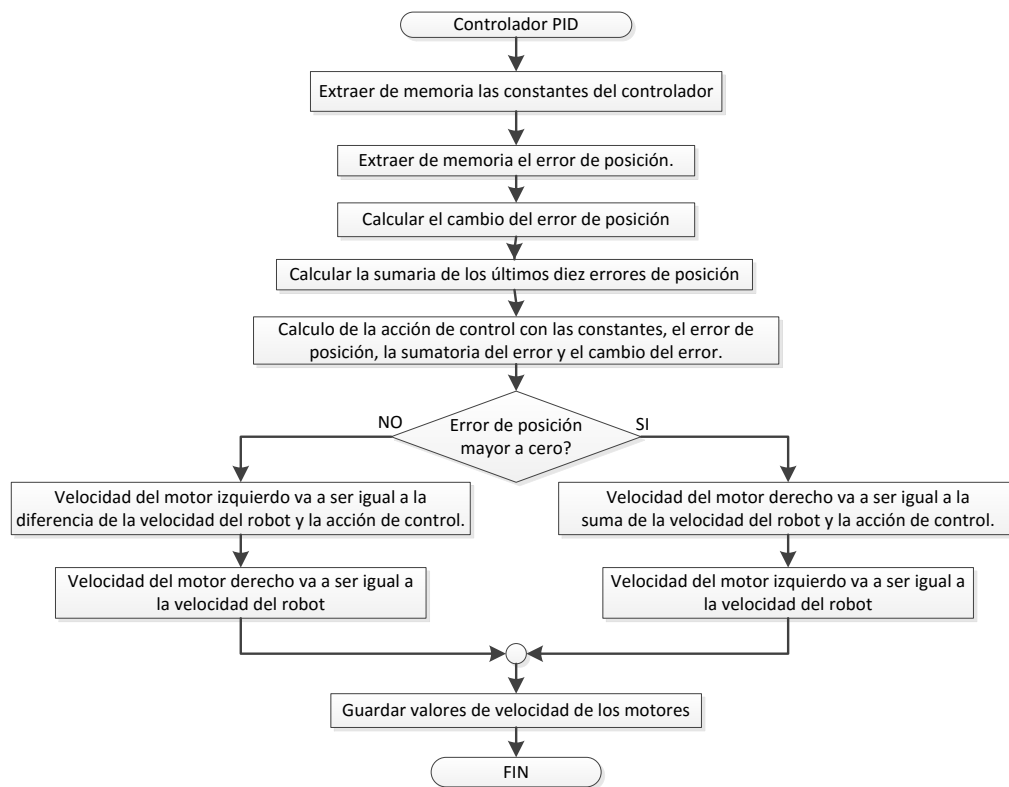 Controlador PID
Extraer de memoria las constantes del controlador
Extraer de memoria el error de posición.
Calcular el cambio del error de posición
Calcular la sumaria de los últimos diez errores de posición
Calculo de la acción de control con las constantes, el error de
posición, la sumatoria del error y el cambio del error.
NO
Error de posición
mayor a cero?
SI
Velocidad del motor izquierdo va a ser igual a la
diferencia de la velocidad del robot y la acción de control.
Velocidad del motor derecho va a ser igual a la
suma de la velocidad del robot y la acción de control.
Velocidad del motor derecho va a ser igual a
la velocidad del robot
Velocidad del motor izquierdo va a ser igual a
la velocidad del robot
Guardar valores de velocidad de los motores
FIN